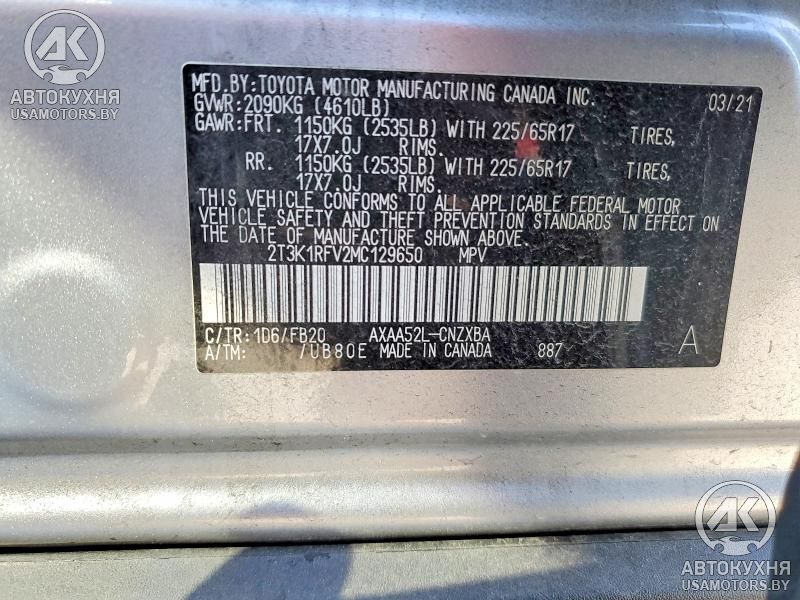 AK
АВТОКУХНЯ
USAMOTORS.BY
MFD.BY:TOYOTA MOTOR MANUFACTURING CANADA INC. 03/21
GVWR:2090KG (4610LB)
GAWR:FRT. 1150KG (2535LB) WITH 225/65R17 TIRES,
17X7.0J RIMS.
RR. 1150KG (2535LB) WITH 225/65R17 TIRES,
17X7.0J RIMS.
THIS VEHICLE CONFORMS TO ALL APPLICABLE FEDERAL MOTOR
VEHICLE SAFETY AND THEFT PREVENTION STANDARDS IN EFFECT ON
THE DATE OF MANUFACTURE SHOWN ABOVE.
2T3K1RFV2MC129650 MPV
C/TR: 1D6/FB20 AXAA52L-CNZXBA
A/TM: /UB80E MADE IN CANADA 887 A
AK
АВТОКУХНЯ
USAMOTORS.BY